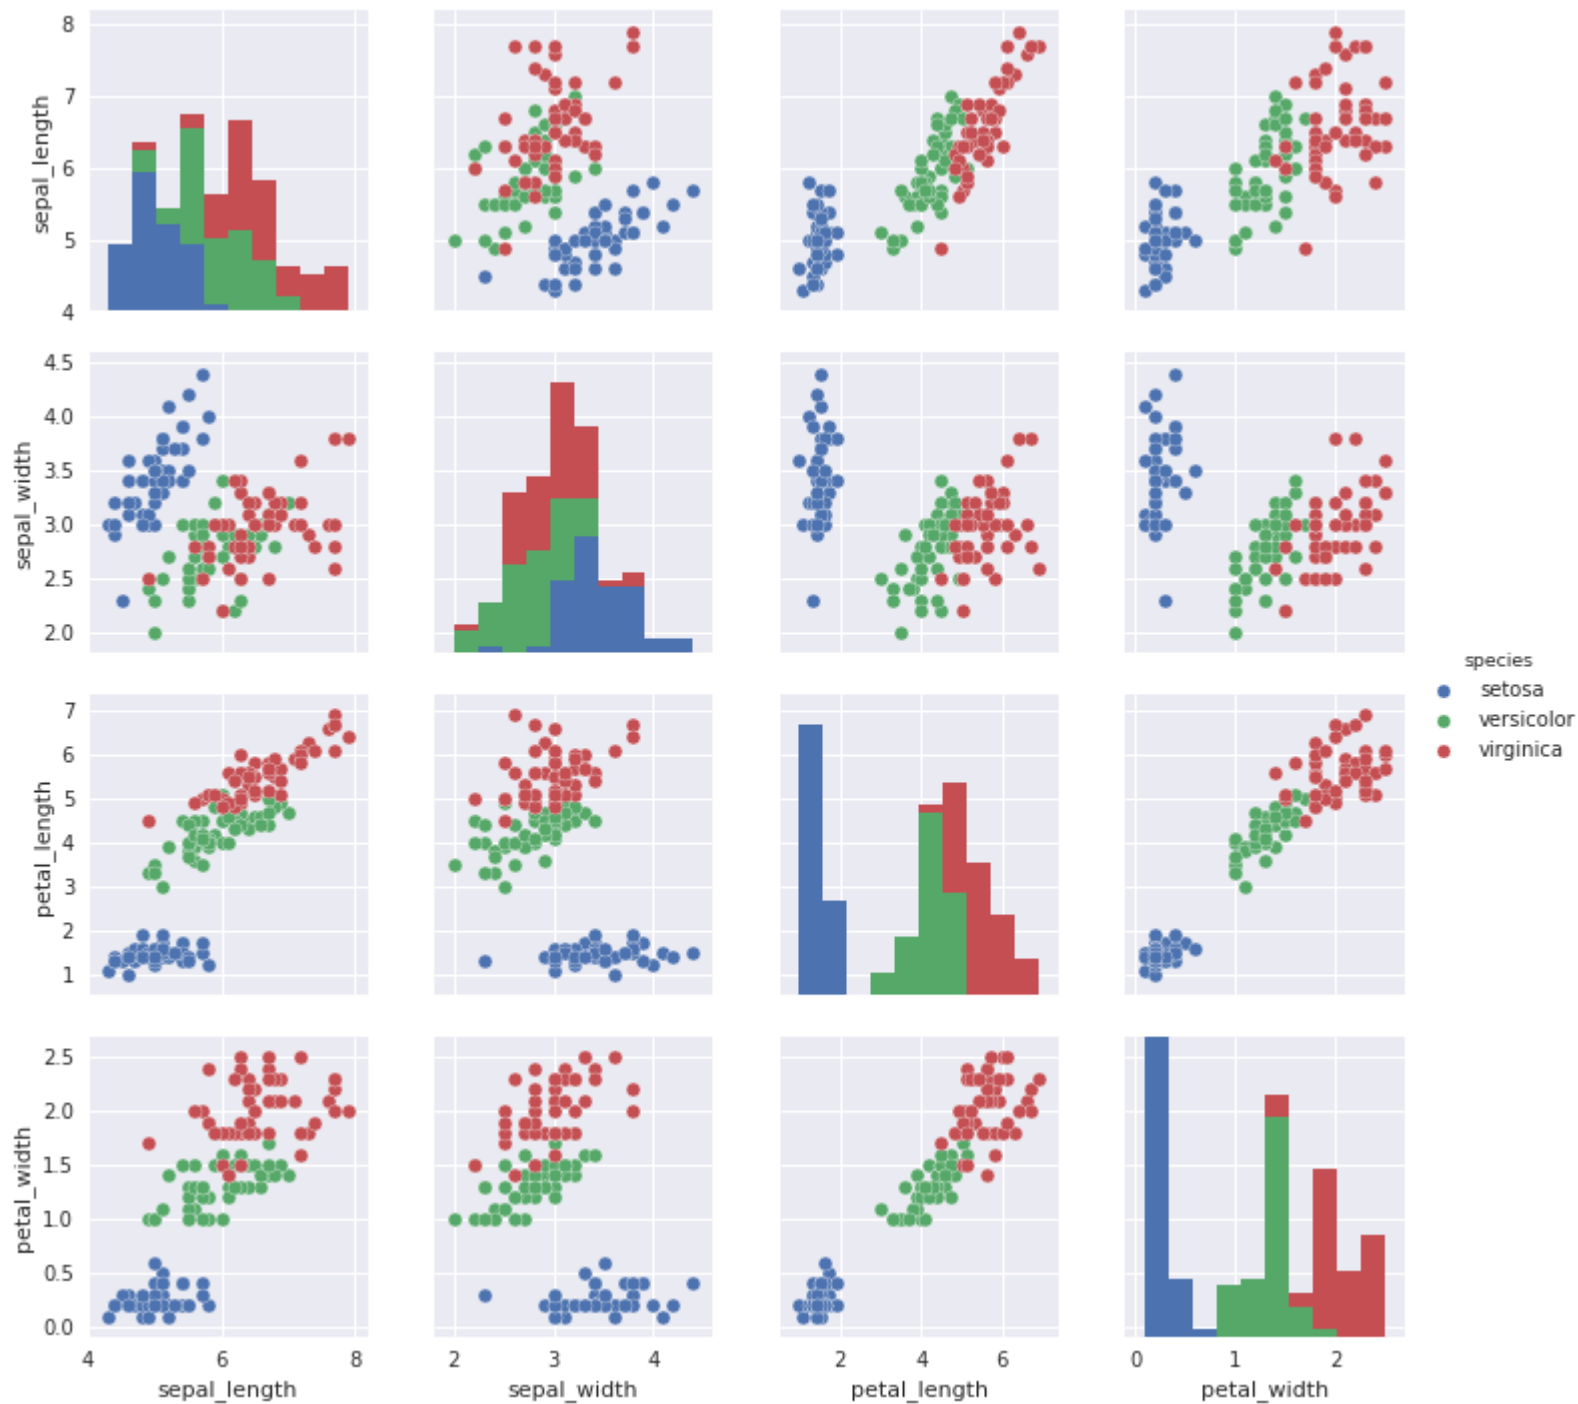 8
7
6
5
4
sepal_length
4.5
4.0
3.5
3.0
2.5
2.0
sepal_width
species
setosa
versicolor
virginica
7
6
5
4
3
2
1
petal_length
2.5
2.0
1.5
1.0
0.5
0.0
petal_width
4 6 8
sepal_length
2 3 4
sepal_width
2 4 6
petal_length
0 1 2
petal_width